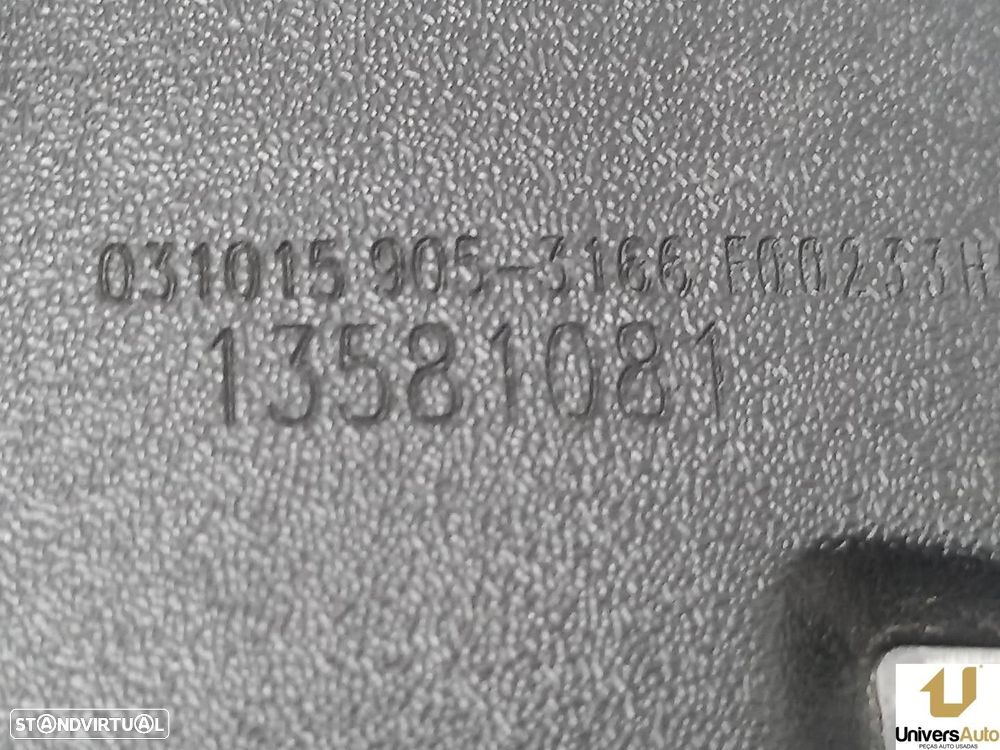 031015 905-3166 F00233H
13581081
STANDVIRTUAL
UniversAuto
PEÇAS AUTO USADAS